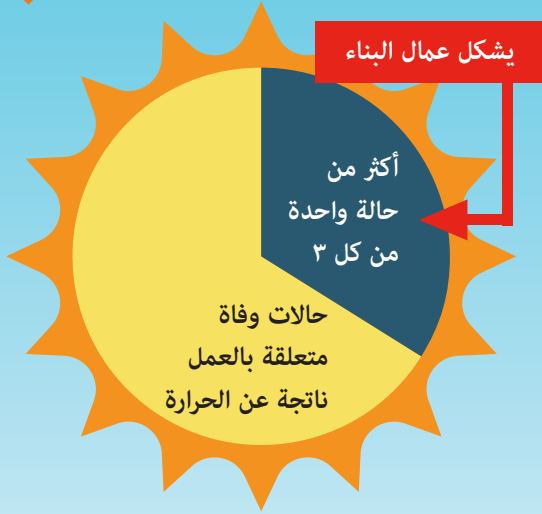 يشكل عمال البناء
أكثر من
حالة واحدة
من كل ٣
حالات وفاة
متعلقة بالعمل
ناتجة عن الحرارة